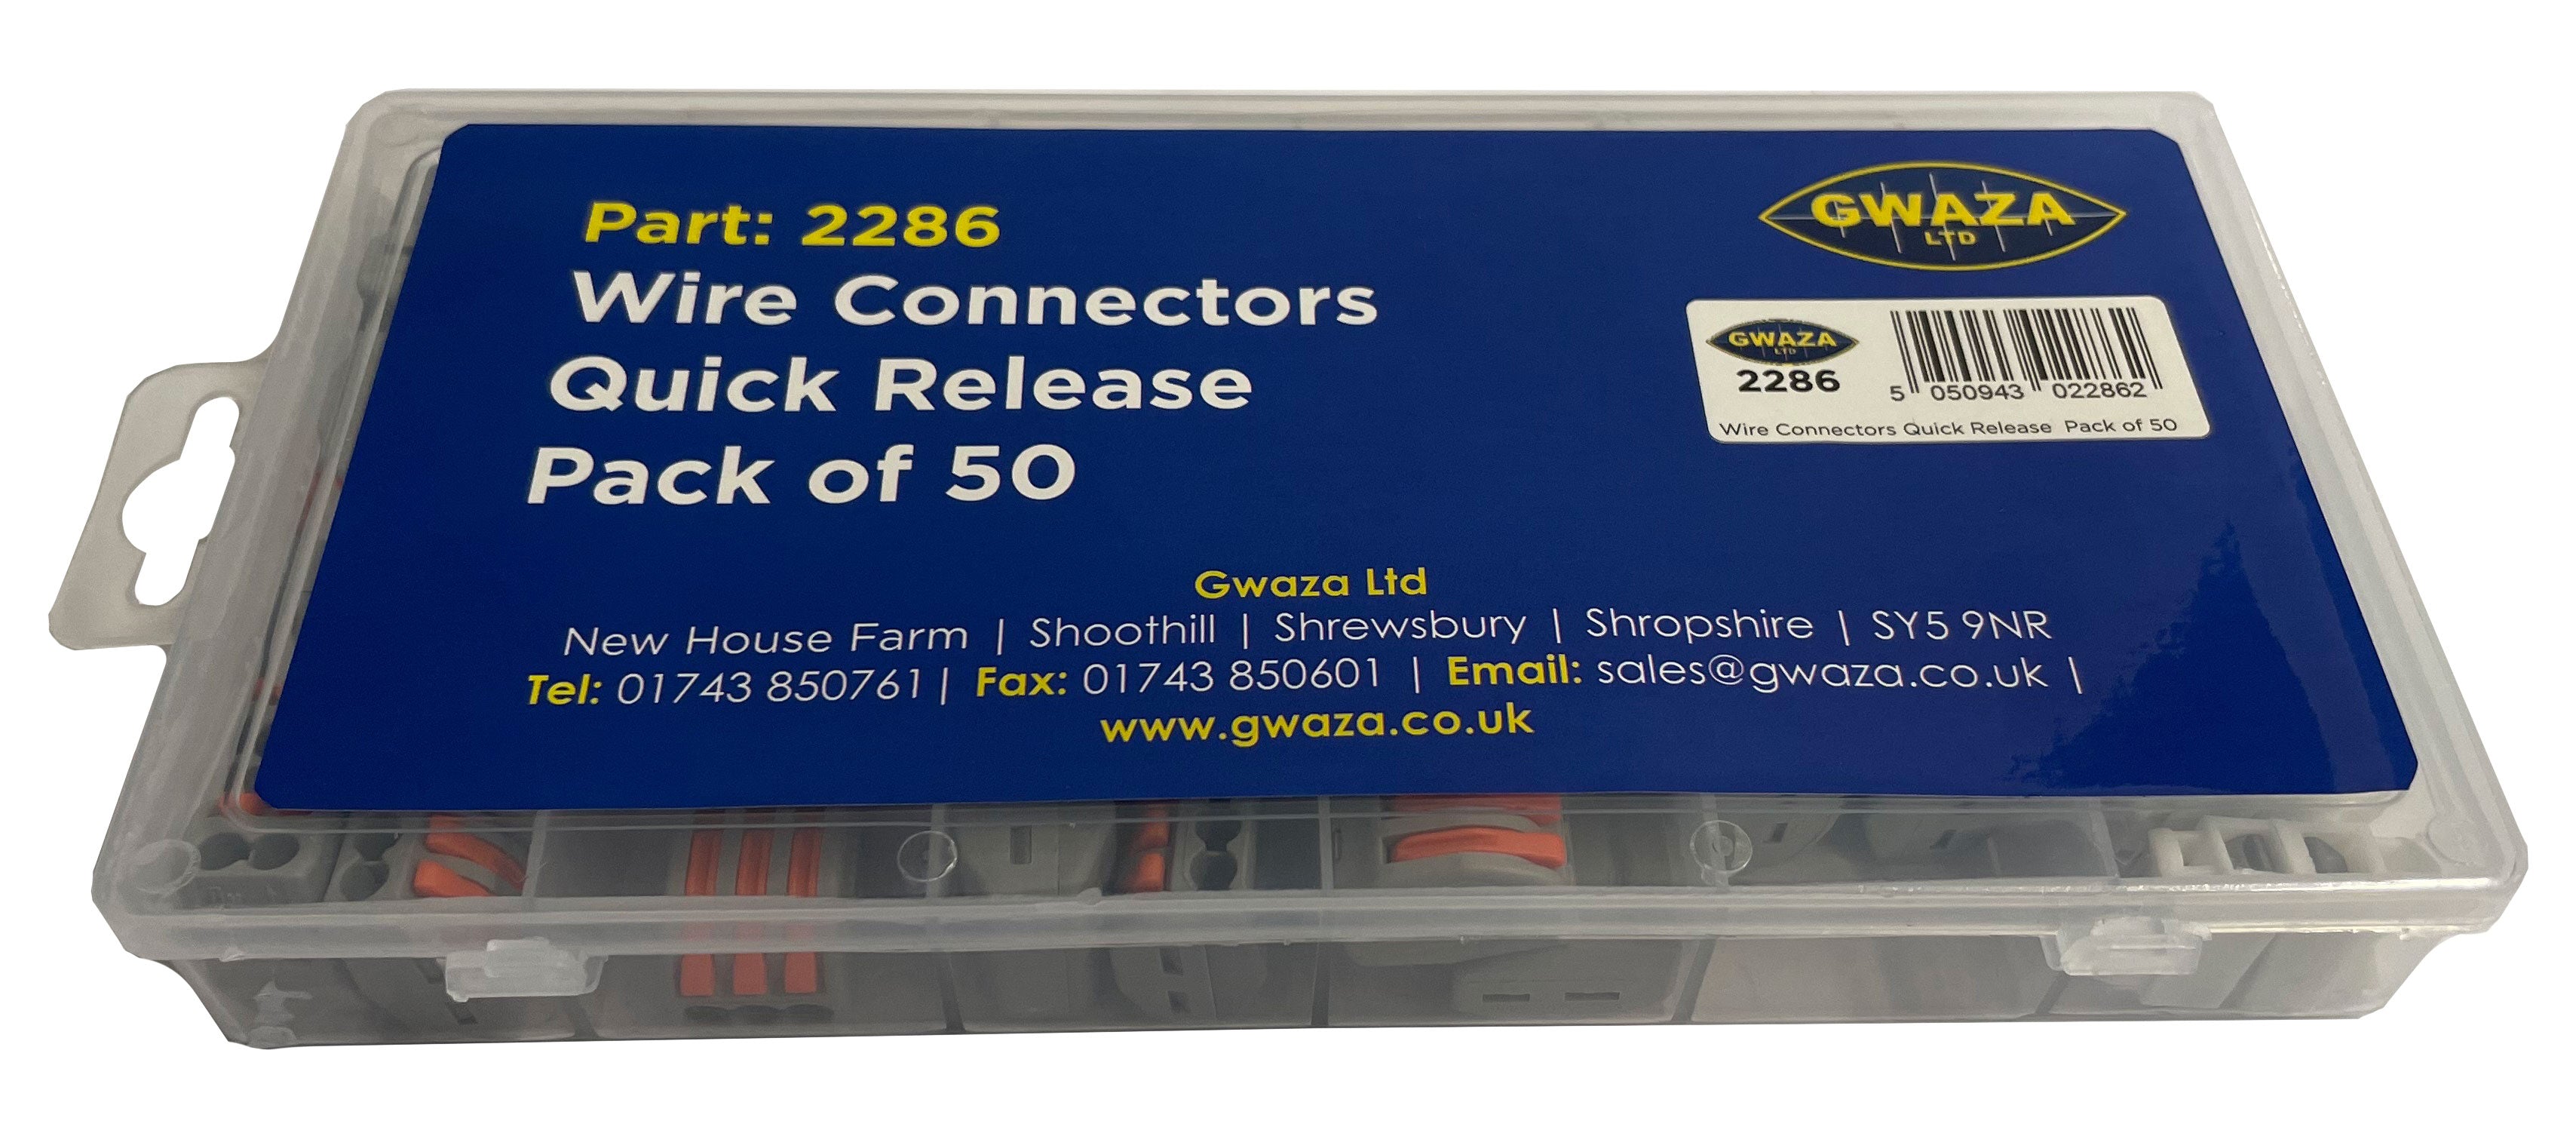 Part: 2286
Wire Connectors
Quick Release
Pack of 50
GWAZA
LTD
GWAZA
LTD
2286
5 050943 022862
Wire Connectors Quick Release Pack of 50
Gwaza Ltd
New House Farm | Shoothill | Shrewsbury | Shropshire | SY5 9NR
Tel: 01743 850761 | Fax: 01743 850601 | Email: sales@gwaza.co.uk |
www.gwaza.co.uk